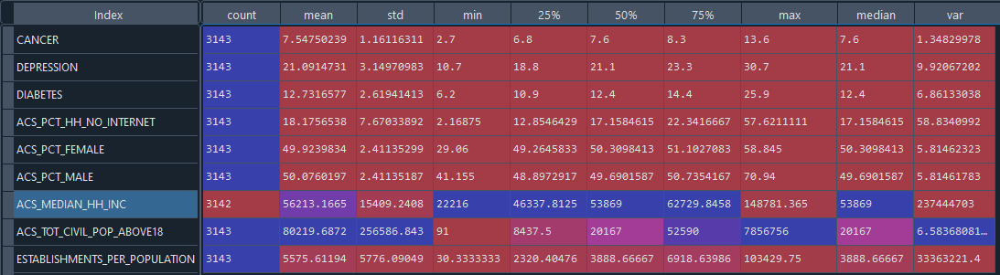 Index count mean std min 25% 50% 75% max median var
CANCER 3143 7.54750239 1.16116311 2.7 6.8 7.6 8.3 13.6 7.6 1.34829978
DEPRESSION 3143 21.0914731 3.14970983 10.7 18.8 21.1 23.3 30.7 21.1 9.92067202
DIABETES 3143 12.7316577 2.61941413 6.2 10.9 12.4 14.4 25.9 12.4 6.86133038
ACS_PCT_HH_NO_INTERNET 3143 18.1756538 7.67033892 2.16875 12.8546429 17.1584615 22.3416667 57.6211111 17.1584615 58.8340992
ACS_PCT_FEMALE 3143 49.9239834 2.41135299 29.06 49.2645833 50.3098413 51.1027083 58.845 50.3098413 5.81462323
ACS_PCT_MALE 3143 50.0760197 2.41135187 41.155 48.8972917 49.6901587 50.7354167 70.94 49.6901587 5.81461783
ACS_MEDIAN_HH_INC 3142 56213.1665 15409.2408 22216 46337.8125 53869 62729.8458 148781.365 53869 237444703
ACS_TOT_CIVIL_POP_ABOVE18 3143 80219.6872 256586.843 91 8437.5 20167 52590 7856756 20167 6.58368081...
ESTABLISHMENTS_PER_POPULATION 3143 5575.61194 5776.09049 30.3333333 2320.40476 3888.66667 6918.63986 103429.75 3888.66667 33363221.4